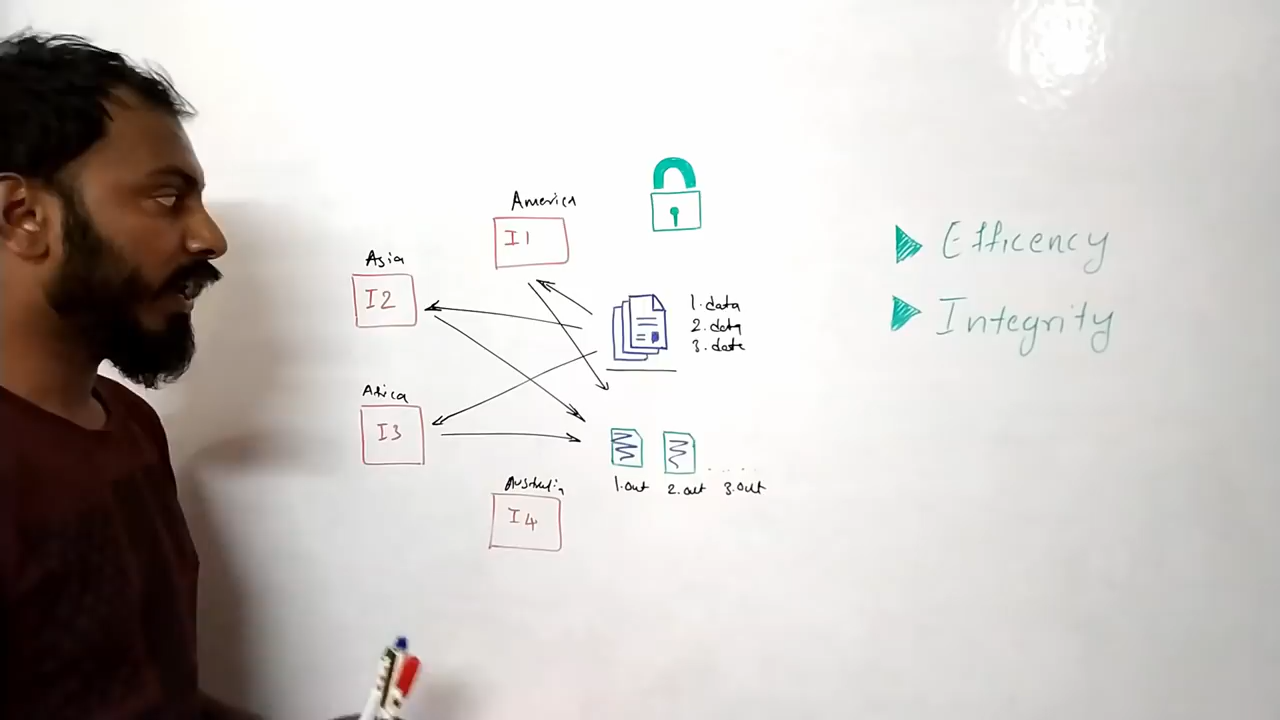 America
I1
Asia
I2
1.data
2.data
3.date
Efficency
Integrity
Africa
I3
1.out 2.out 3.out
I4